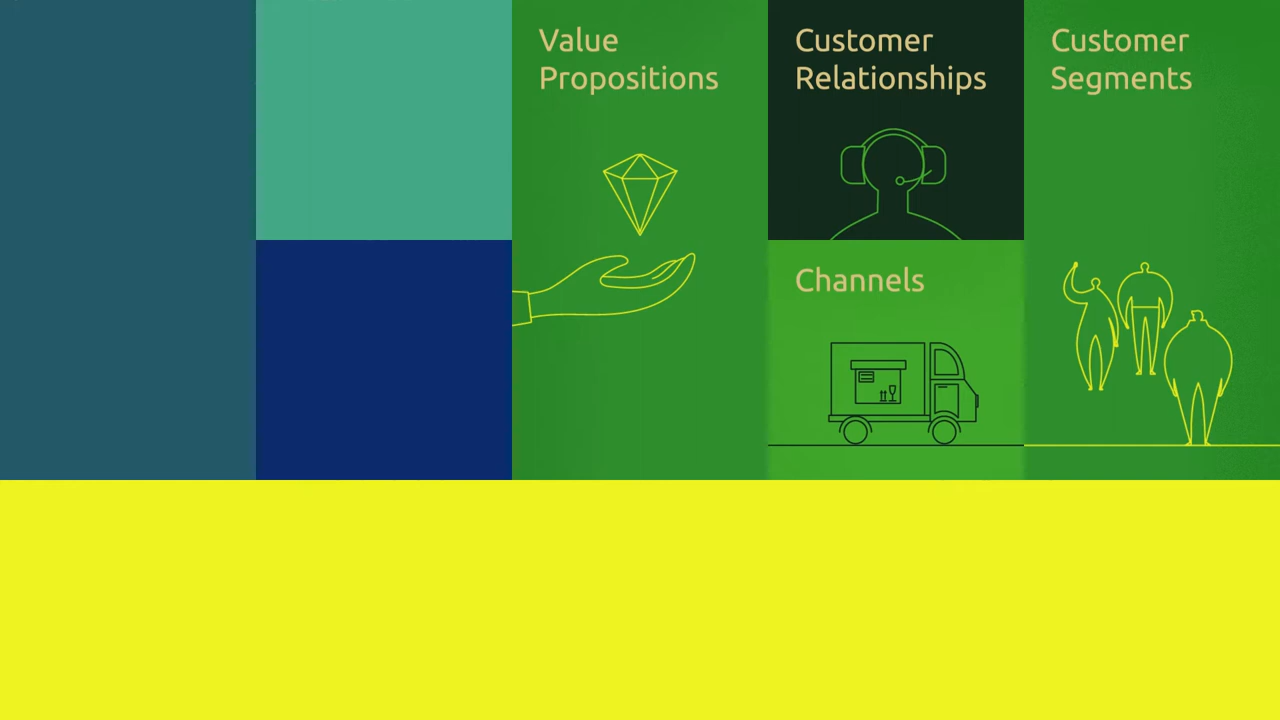 Value
Propositions
Customer
Relationships
Customer
Segments
Channels